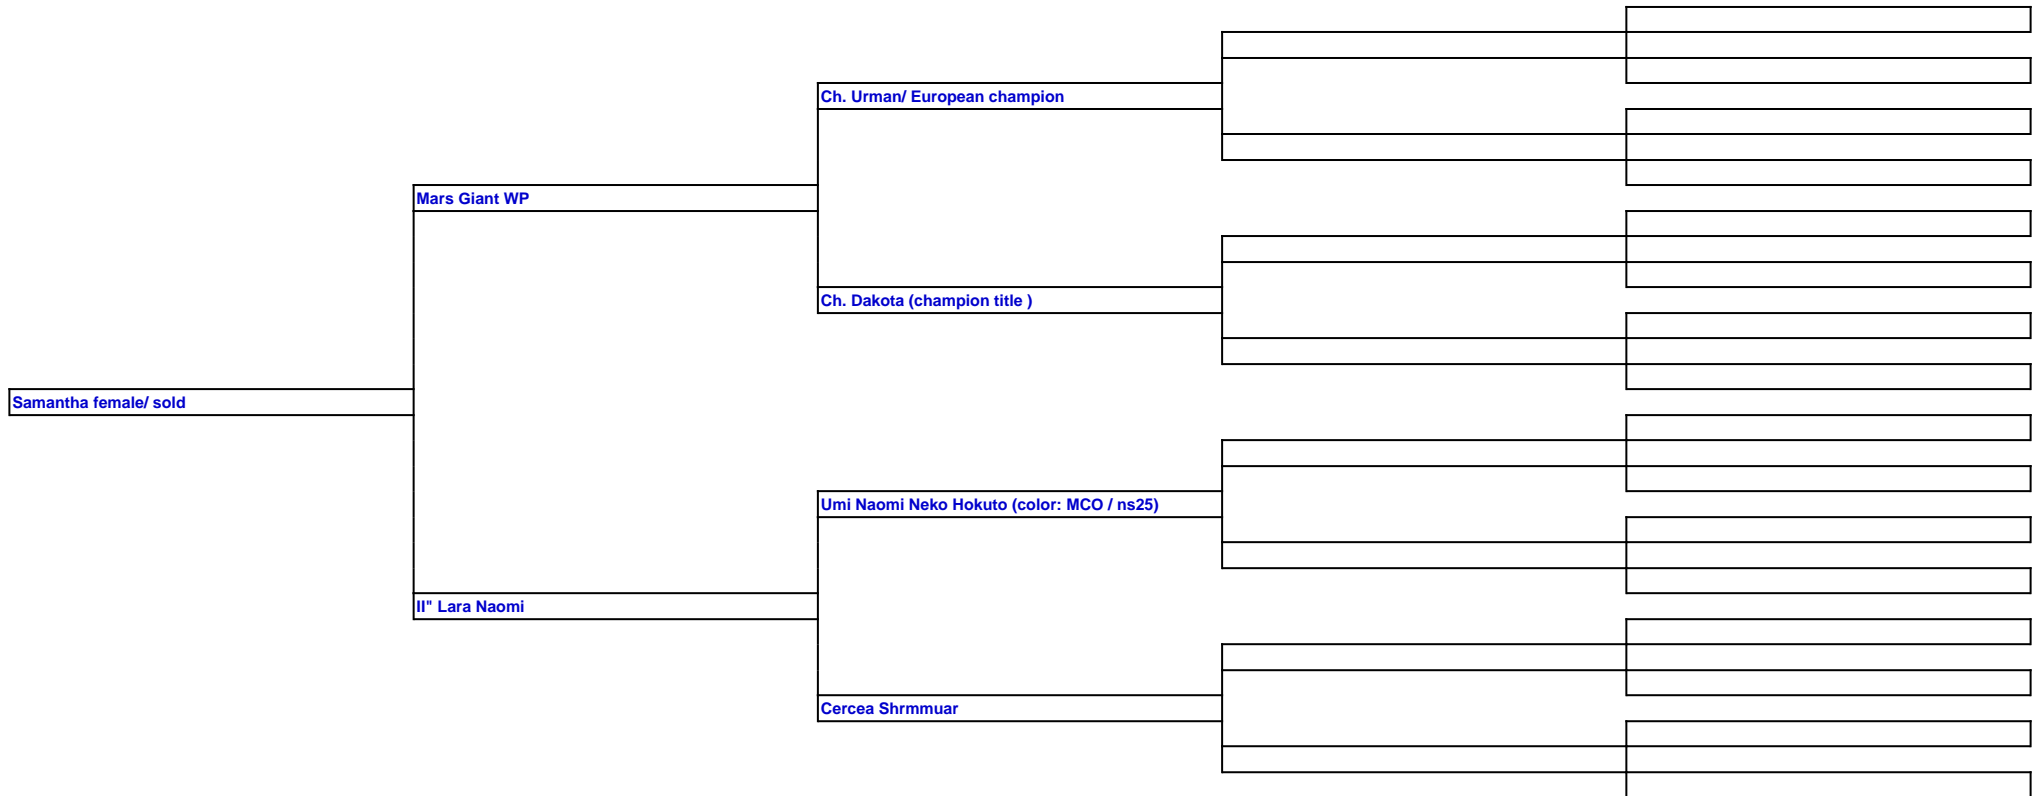 Ch. Urman/ European champion
Mars Giant WP
Ch. Dakota (champion title )
Samantha female/ sold
Umi Naomi Neko Hokuto (color: MCO / ns25)
II" Lara Naomi
Cercea Shrmmuar